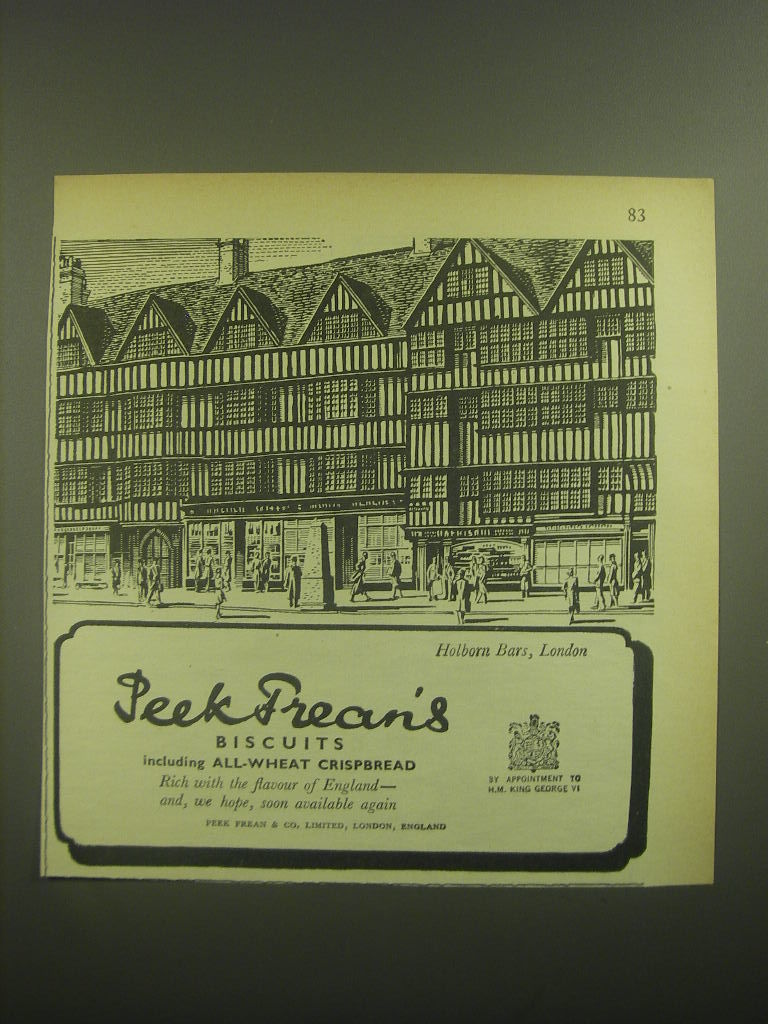 83
HARRISON
Holborn Bars, London
Peek Frean's
BISCUITS
including ALL-WHEAT CRISPBREAD
Rich with the flavour of England—
and, we hope, soon available again
PEEK FREAN & CO, LIMITED, LONDON, ENGLAND
BY APPOINTMENT TO
H.M. KING GEORGE VI